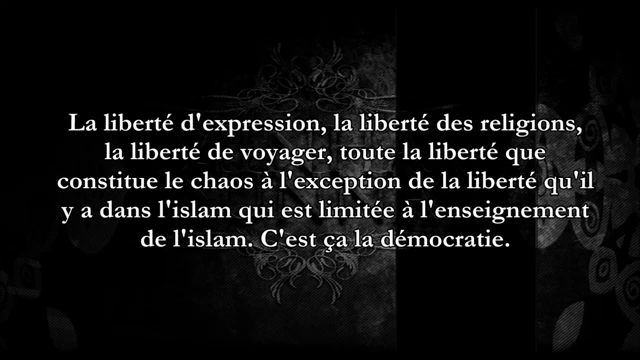 La liberté d'expression, la liberté des religions,
la liberté de voyager, toute la liberté que
constitue le chaos à l'exception de la liberté qu'il
y a dans l'islam qui est limitée à l'enseignement
de l'islam. C'est ça la démocratie.